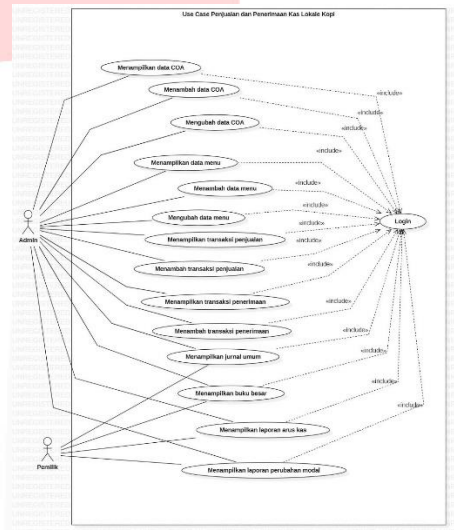 Use Case Penjualan dan Penerimaan Kas Lokale Kopi
Menampilkan data COA
Menambah data COA
«include»
«include»
Mengubah data COA
«include»
Menampilkan data menu
«include»
Menambah data menu
«include»
Mengubah data menu
«include»
Login
Admin
Menampilkan transaksi penjualan
«include»
«include»
Menambah transaksi penjualan
«include»
Menampilkan transaksi penerimaan
«include»
Menambah transaksi penerimaan
«include»
Menampilkan jurnal umum
«include»
Menampilkan buku besar
«include»
Menampilkan laporan arus kas
«include»
Pemilik
Menampilkan laporan perubahan modal